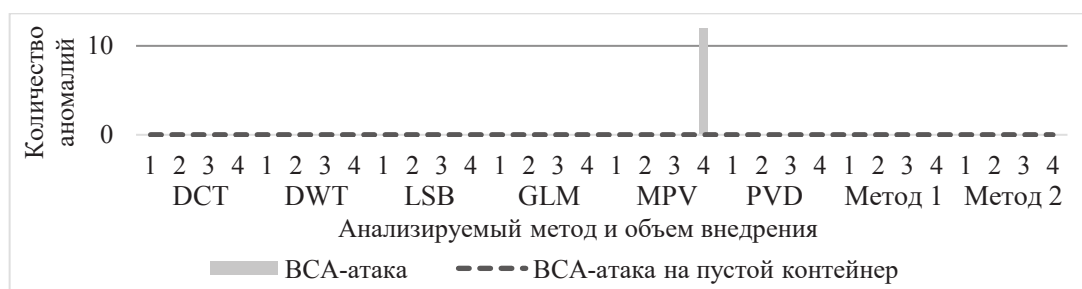 Количество
аномалий
10
0
1 2 3 4 1 2 3 4 1 2 3 4 1 2 3 4 1 2 3 4 1 2 3 4 1 2 3 4 1 2 3 4
DCT DWT LSB GLM MPV PVD Метод 1 Метод 2
Анализируемый метод и объем внедрения
ВСА-атака ВСА-атака на пустой контейнер